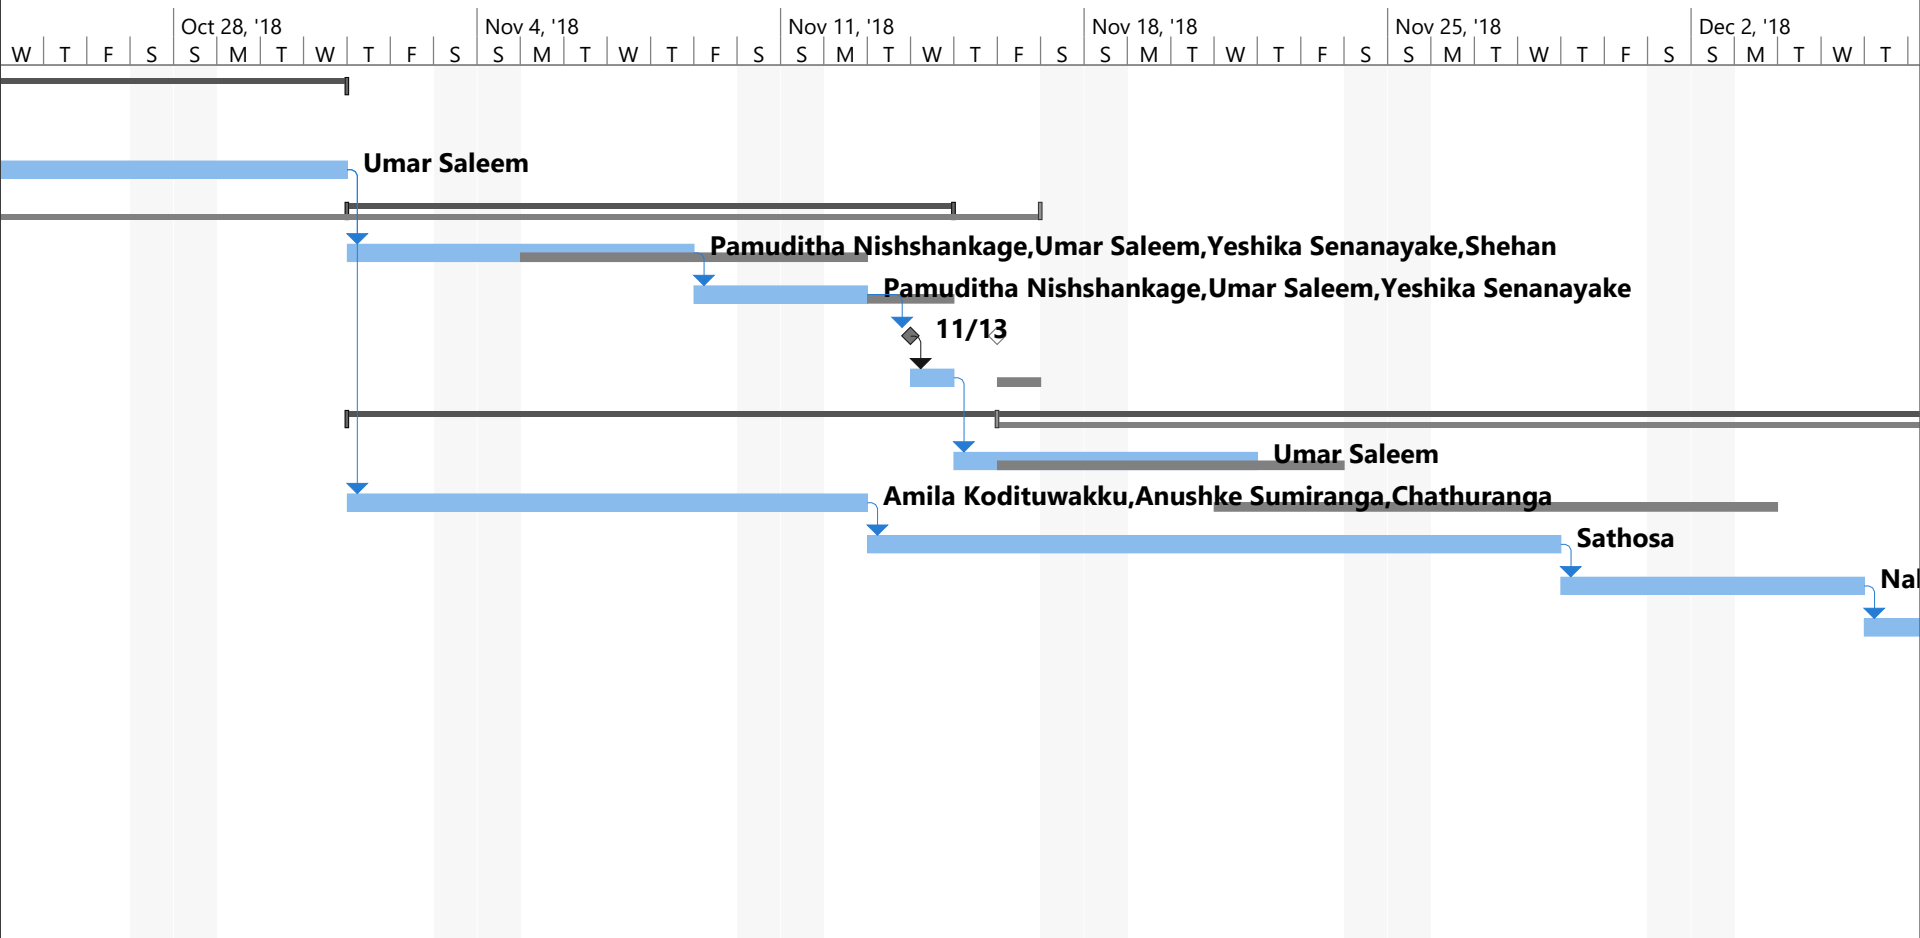 Oct 28, '18 Nov 4, '18 Nov 11, '18 Nov 18, '18 Nov 25, '18 Dec 2, '18
W T F S S M T W T F S S M T W T F S S M T W T F S S M T W T F S S M T W T F S S M T W T
Umar Saleem
Pamuditha Nishshankage,Umar Saleem,Yeshika Senanayake,Shehan
Pamuditha Nishshankage,Umar Saleem,Yeshika Senanayake
11/13
Umar Saleem
Amila Kodituwakku,Anushke Sumiranga,Chathuranga
Sathosa